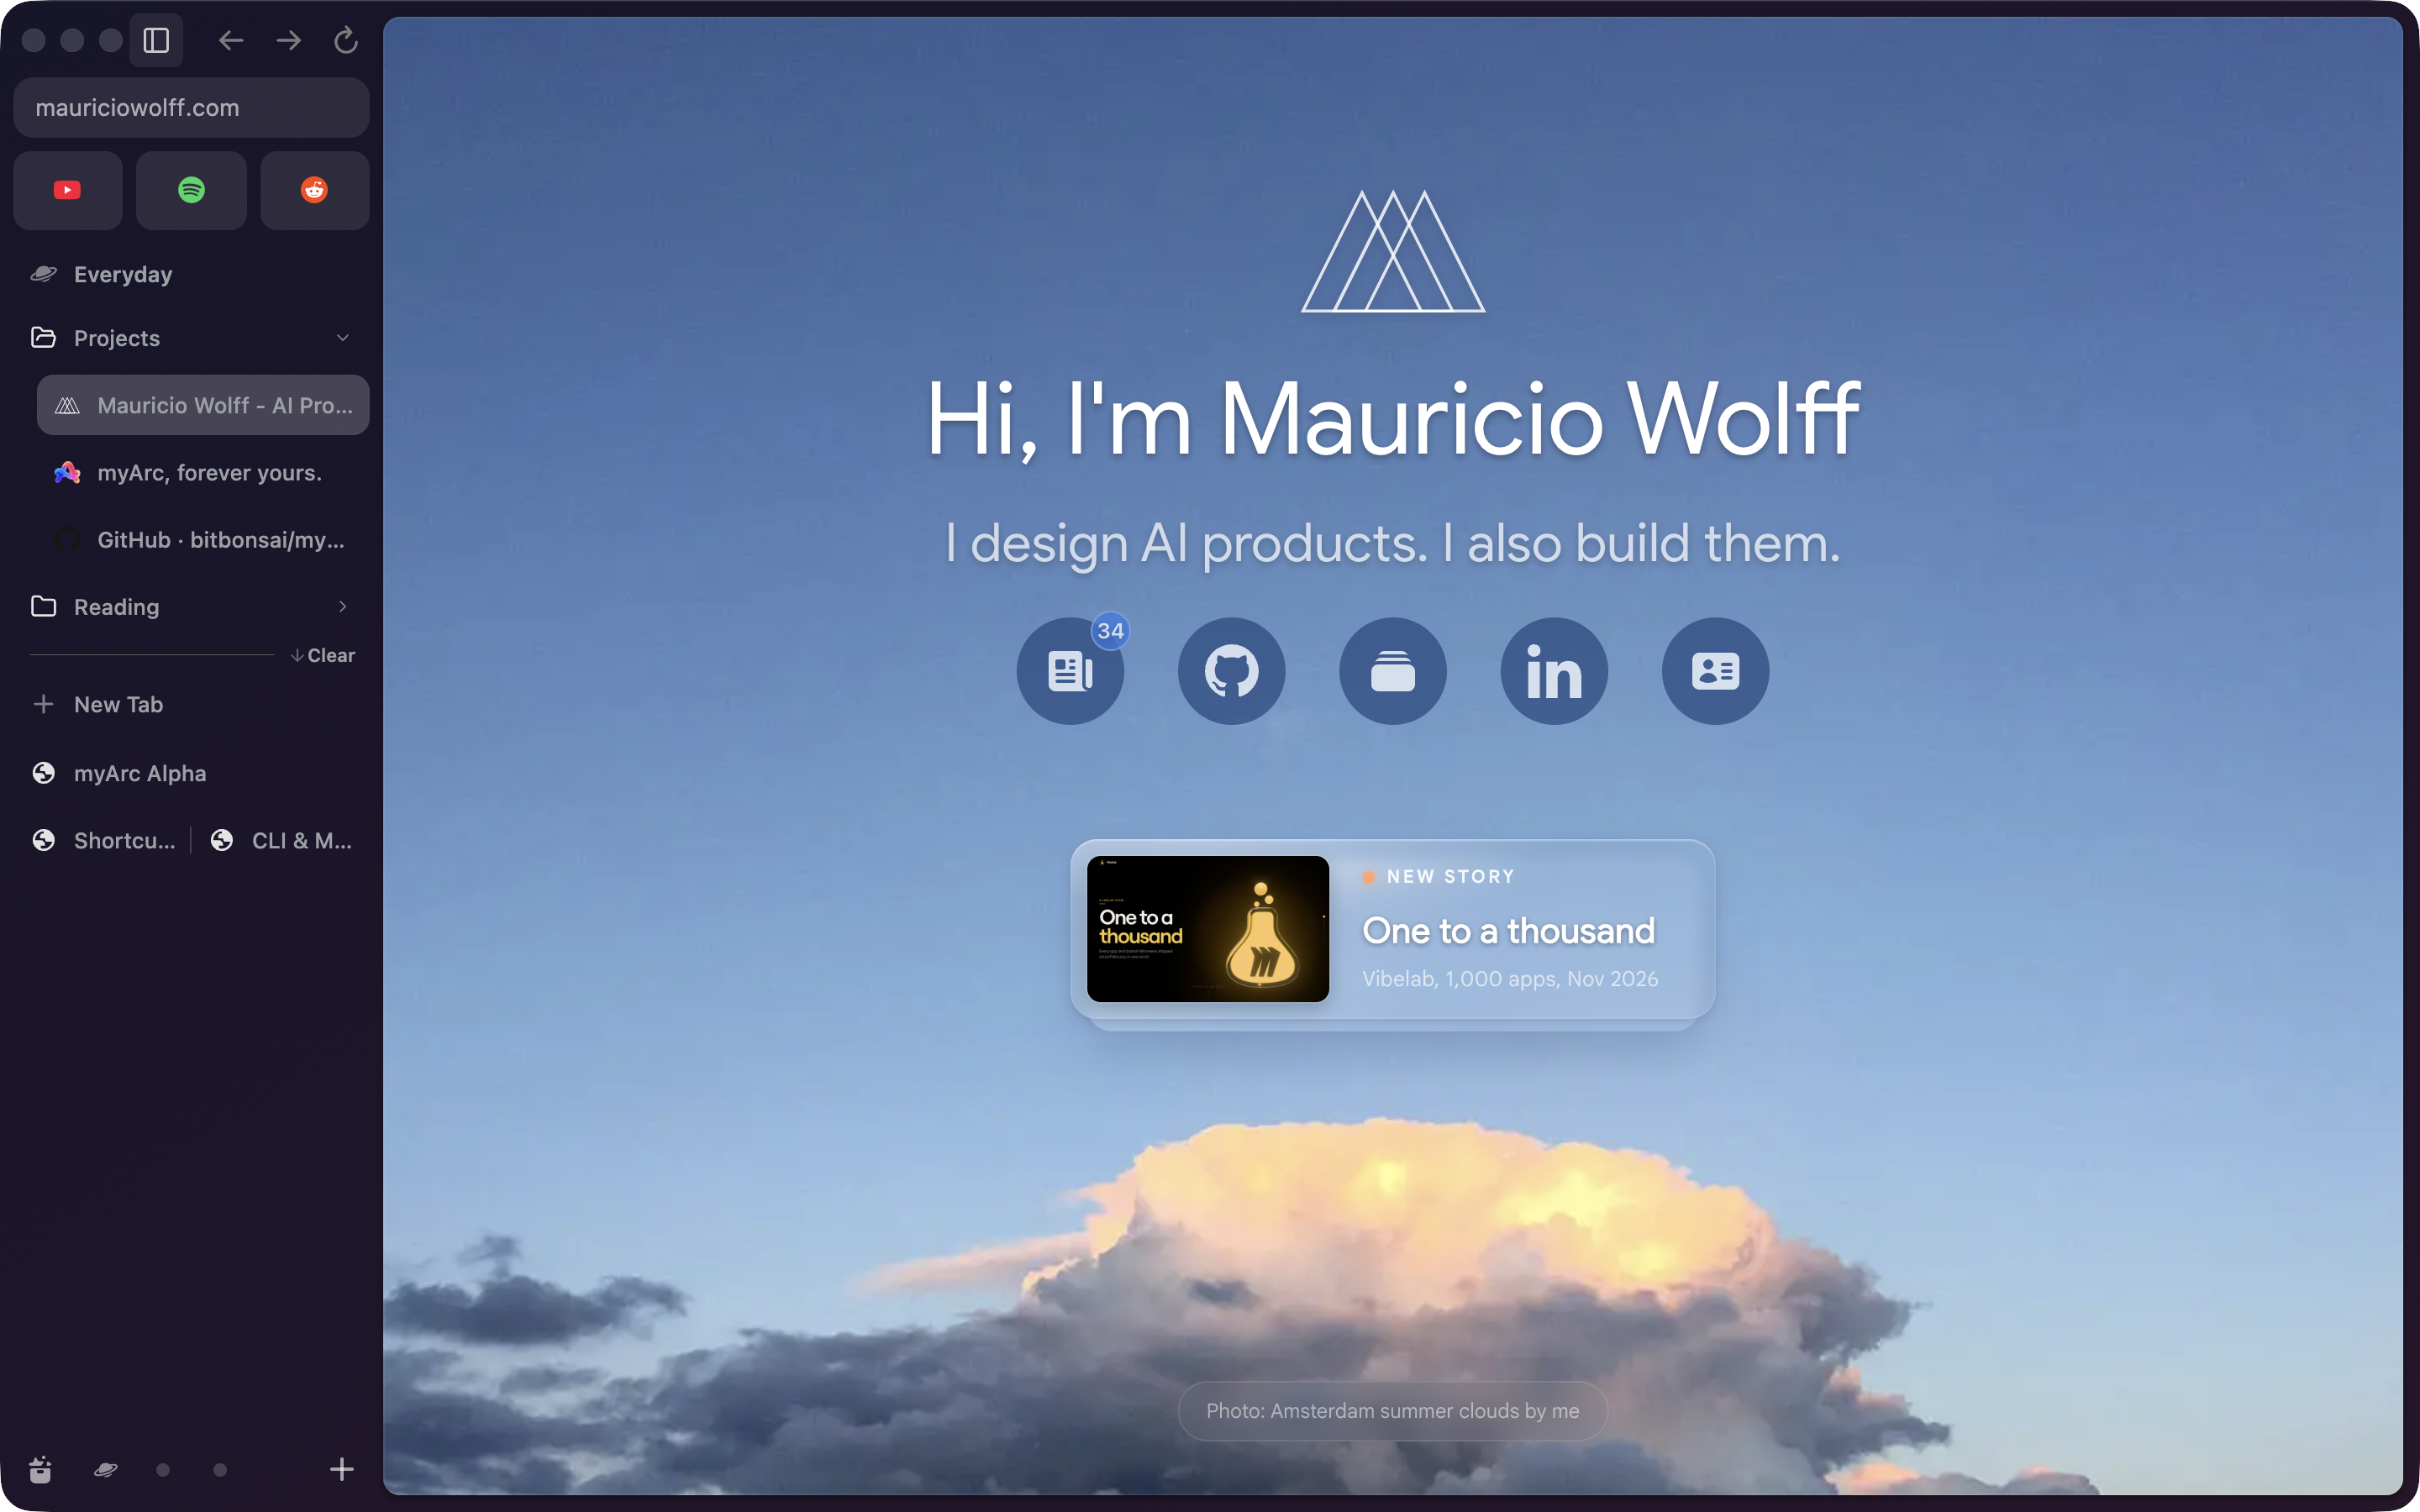 mauriciowolff.com
Everyday
Projects
Mauricio Wolff - AI Pro...
myArc, forever yours.
GitHub · bitbonsai/my...
Reading
Clear
New Tab
myArc Alpha
Shortcu...
CLI & M...
Hi, I'm Mauricio Wolff
I design AI products. I also build them.
34
in
One to a
thousand
NEW STORY
One to a thousand
Vibelab, 1,000 apps, Nov 2026
Photo: Amsterdam summer clouds by me